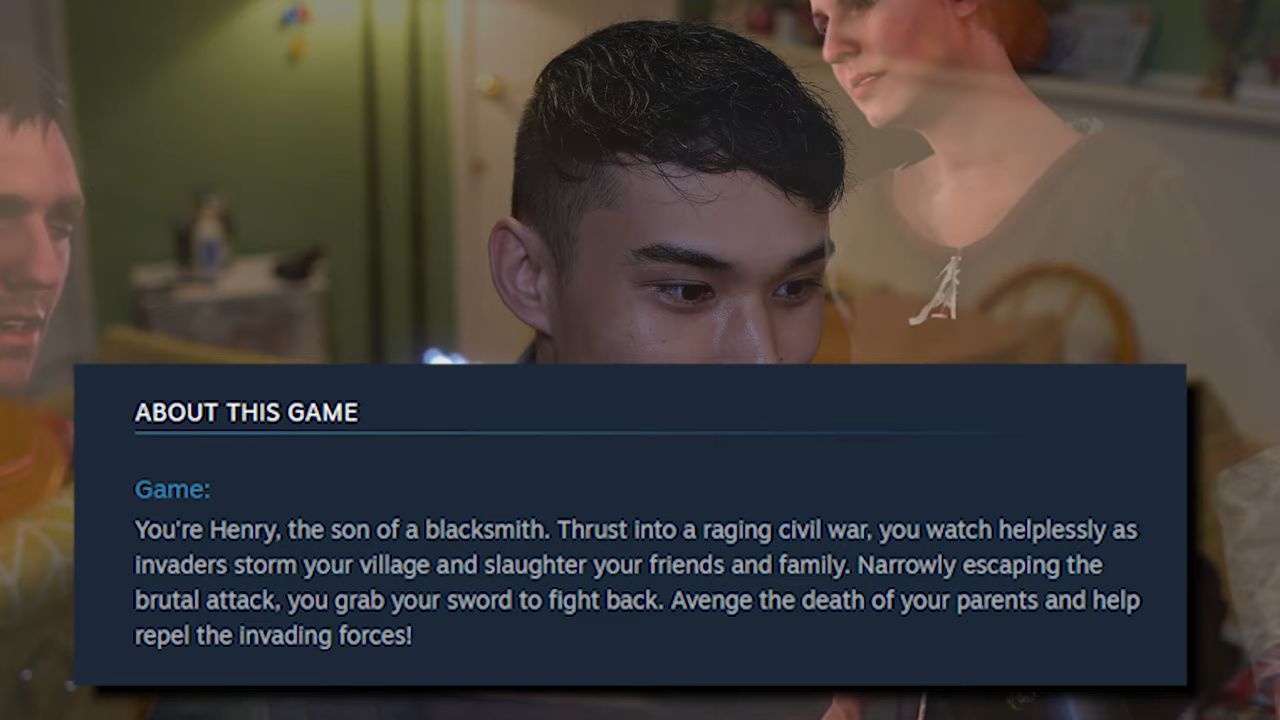 ABOUT THIS GAME
Game:
You're Henry, the son of a blacksmith. Thrust into a raging civil war, you watch helplessly as
invaders storm your village and slaughter your friends and family. Narrowly escaping the
brutal attack, you grab your sword to fight back. Avenge the death of your parents and help
repel the invading forces!